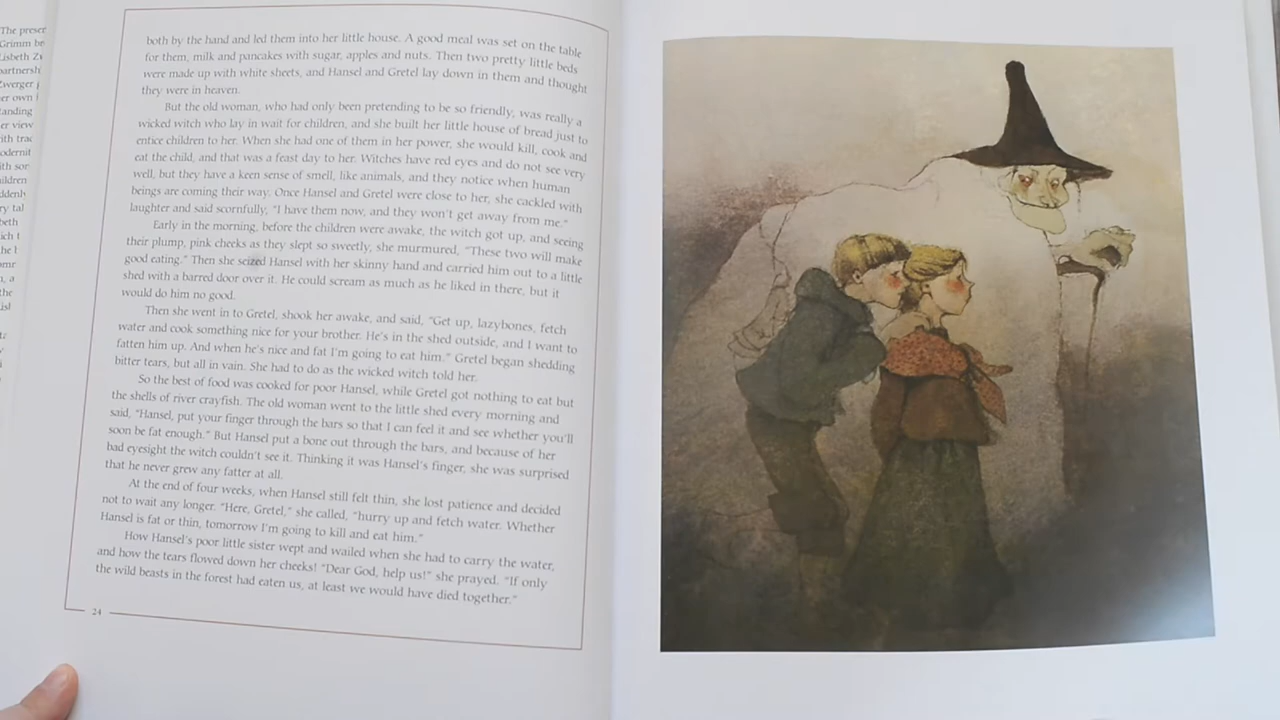 The preser
Grimm be
Lisbeth Zw
partnersh
Zwerger
er own
anding
er view
ith trac
odernit
ith sor
hildren
ddenly
ry tal
beth
ich t
he
both by the hand and led them into her little house. A good meal was set on the table
for them, milk and pancakes with sugar, apples and nuts. Then two pretty little beds
were made up with white sheets, and Hansel and Gretel lay down in them and thought
they were in heaven.
But the old woman, who had only been pretending to be so friendly, was really a
wicked witch who lay in wait for children, and she built her little house of bread just to
entice children to her. When she had one of them in her power, she would kill, cook and
eat the child, and that was a feast day to her. Witches have red eyes and do not see very
well, but they have a keen sense of smell, like animals, and they notice when human
beings are coming their way. Once Hansel and Gretel were close to her, she cackled with
laughter and said scornfully, "I have them now, and they won't get away from me."
Early in the morning, before the children were awake, the witch got up, and seeing
their plump, pink cheeks as they slept so sweetly, she murmured, "These two will make
good eating." Then she seized Hansel with her skinny hand and carried him out to a little
shed with a barred door over it. He could scream as much as he liked in there, but it
would do him no good.
Then she went in to Gretel, shook her awake, and said, "Get up, lazybones, fetch
water and cook something nice for your brother. He's in the shed outside, and I want to
fatten him up. And when he's nice and fat I'm going to eat him." Gretel began shedding
bitter tears, but all in vain. She had to do as the wicked witch told her.
So the best of food was cooked for poor Hansel, while Gretel got nothing to eat but
the shells of river crayfish. The old woman went to the little shed every morning and
said, "Hansel, put your finger through the bars so that I can feel it and see whether you'll
soon be fat enough." But Hansel put a bone out through the bars, and because of her
bad eyesight the witch couldn't see it. Thinking it was Hansel's finger, she was surprised
that he never grew any fatter at all.
At the end of four weeks, when Hansel still felt thin, she lost patience and decided
not to wait any longer. "Here, Gretel," she called, "hurry up and fetch water. Whether
Hansel is fat or thin, tomorrow I'm going to kill and eat him."
How Hansel's poor little sister wept and wailed when she had to carry the water,
and how the tears flowed down her cheeks! "Dear God, help us!" she prayed. "If only
the wild beasts in the forest had eaten us, at least we would have died together."
24